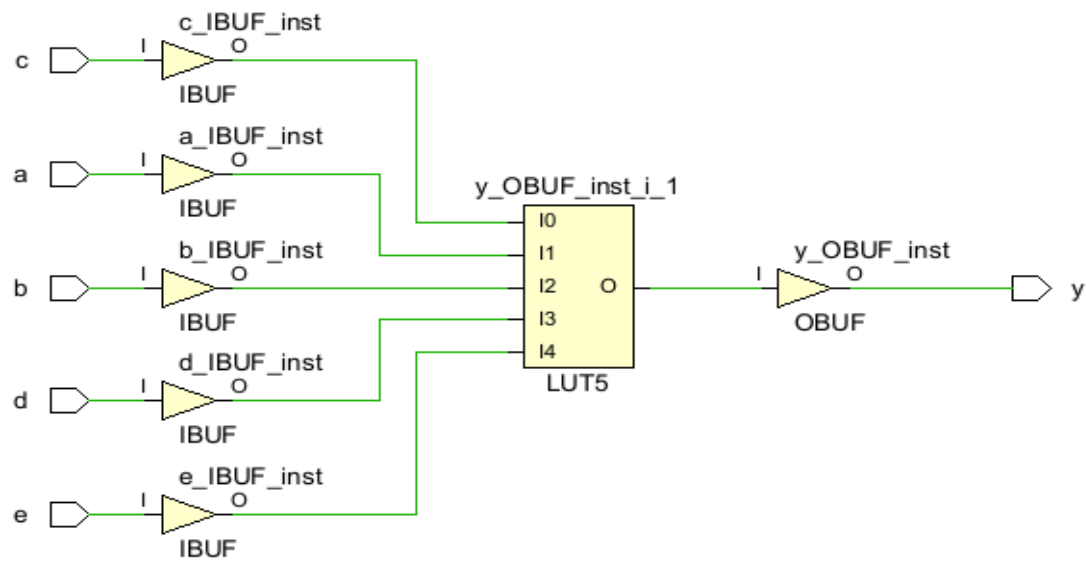 c_IBUF_inst
c I O
IBUF
a_IBUF_inst
a I O
IBUF
y_OBUF_inst_i_1
I0
I1
b_IBUF_inst
b I O
IBUF
I2 O
I3
I4
LUT5
y_OBUF_inst
I O y
OBUF
d_IBUF_inst
d I O
IBUF
e_IBUF_inst
e I O
IBUF